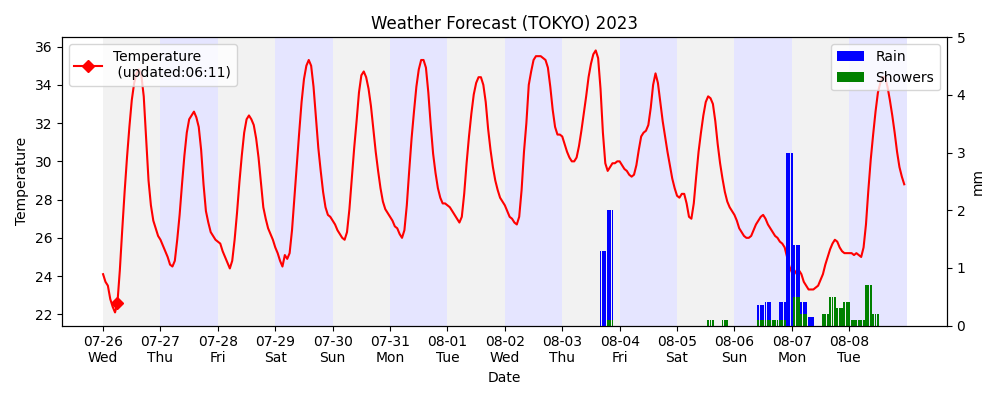 Weather Forecast (TOKYO) 2023
Temperature
(updated:06:11)
Rain
Showers
Temperature
36
34
32
30
28
26
24
22
5
4
3
2
1
0
mm
07-26 07-27 07-28 07-29 07-30 07-31 08-01 08-02 08-03 08-04 08-05 08-06 08-07 08-08
Wed Thu Fri Sat Sun Mon Tue Wed Thu Fri Sat Sun Mon Tue
Date